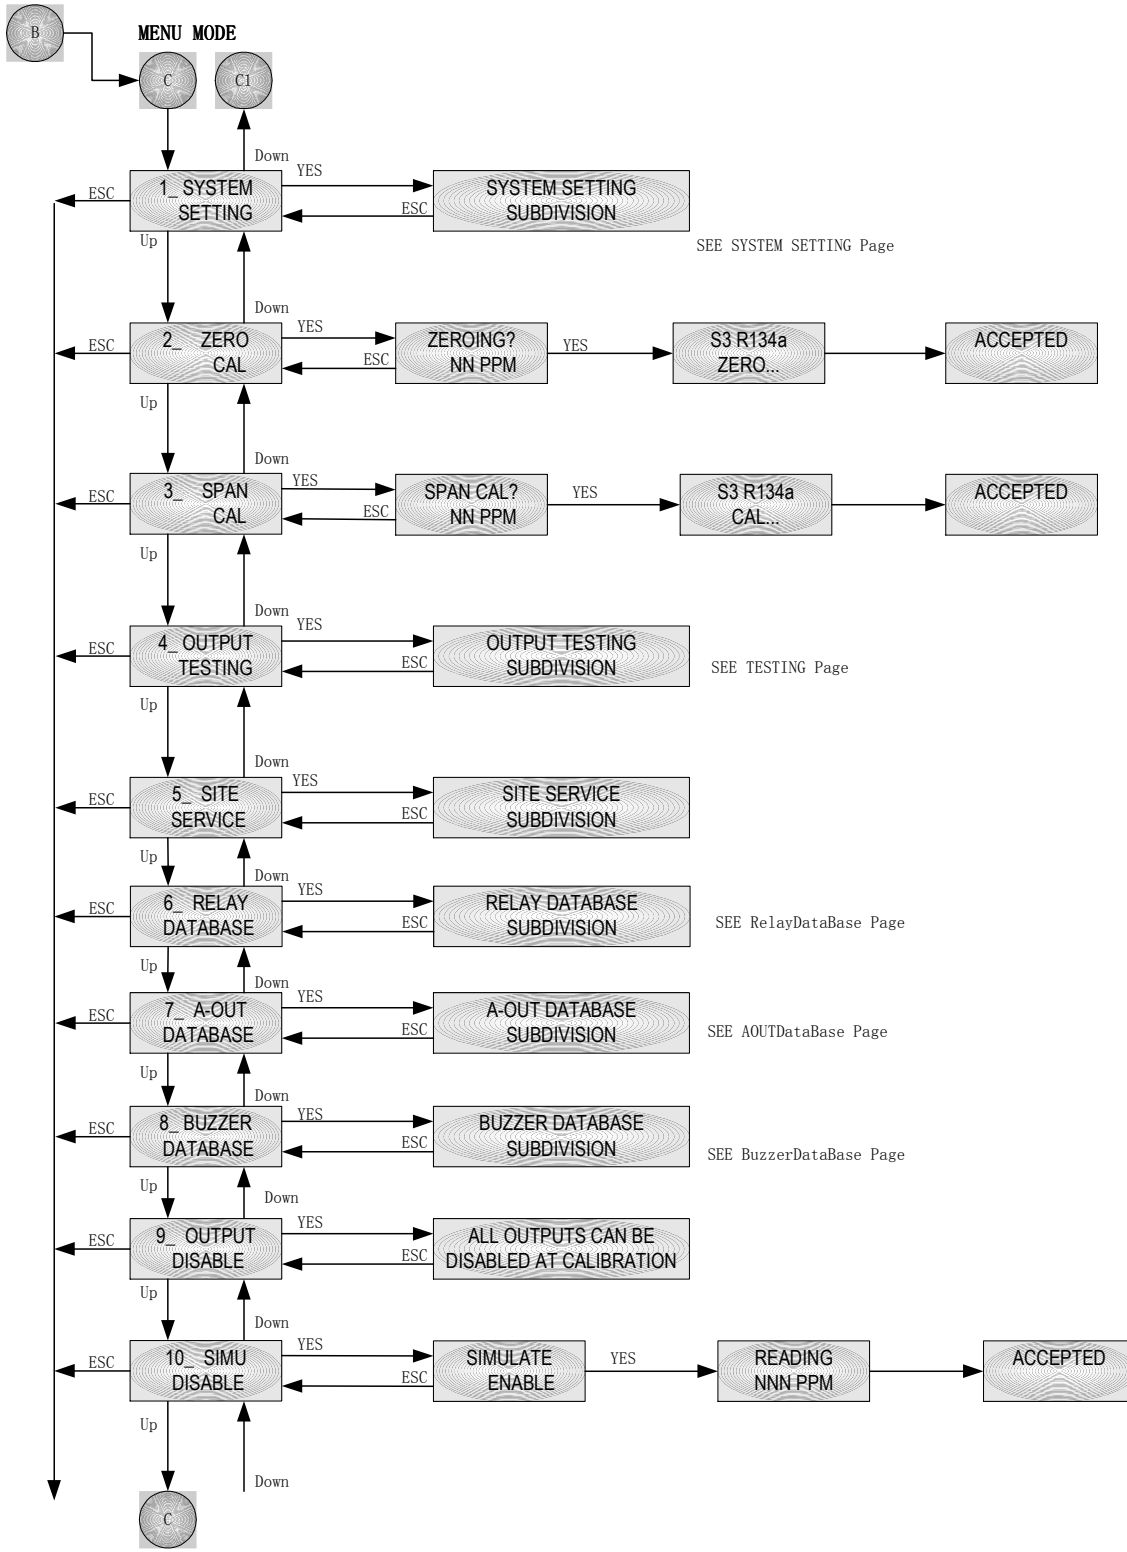 B
MENU MODE
C
C1
Down
YES
ESC
1_ SYSTEM
SETTING
SYSTEM SETTING
SUBDIVISION
ESC
Up
SEE SYSTEM SETTING Page
Down
YES
ESC
2_ ZERO
CAL
ESC
ZEROING?
NN PPM
YES
S3 R134a
ZERO...
ACCEPTED
Up
Down
YES
ESC
3_ SPAN
CAL
ESC
SPAN CAL?
NN PPM
YES
S3 R134a
CAL...
ACCEPTED
Up
Down
YES
ESC
4_ OUTPUT
TESTING
ESC
OUTPUT TESTING
SUBDIVISION
SEE TESTING Page
Up
Down
YES
ESC
5_ SITE
SERVICE
ESC
SITE SERVICE
SUBDIVISION
Up
Down
YES
ESC
6_ RELAY
DATABASE
ESC
RELAY DATABASE
SUBDIVISION
SEE RelayDataBase Page
Up
Down
YES
ESC
7_ A-OUT
DATABASE
ESC
A-OUT DATABASE
SUBDIVISION
SEE AOUTDataBase Page
Up
Down
YES
ESC
8_ BUZZER
DATABASE
ESC
BUZZER DATABASE
SUBDIVISION
SEE BuzzerDataBase Page
Up
Down
YES
ESC
9_ OUTPUT
DISABLE
ESC
ALL OUTPUTS CAN BE
DISABLED AT CALIBRATION
Up
Down
YES
ESC
10_ SIMU
DISABLE
ESC
SIMULATE
ENABLE
YES
READING
NNN PPM
ACCEPTED
Up
Down
C